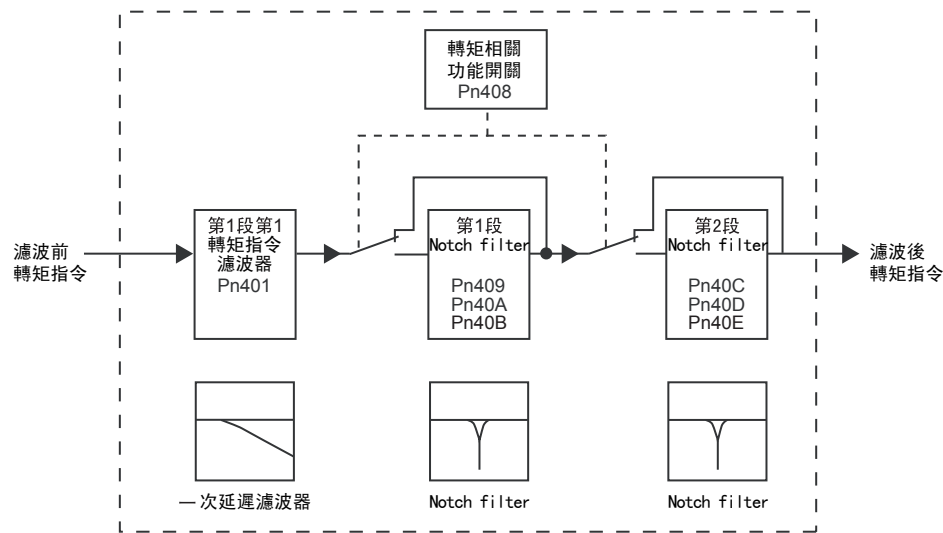 轉矩相關
功能開關
Pn408
濾波前
轉矩指令
第1段第1
轉矩指令
濾波器
Pn401
第1段
Notch filter
Pn409
Pn40A
Pn40B
第2段
Notch filter
Pn40C
Pn40D
Pn40E
濾波後
轉矩指令
一次延遲濾波器
Notch filter
Notch filter